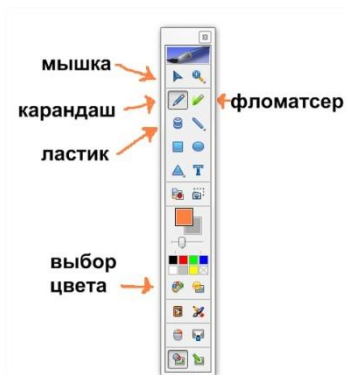 мышка
карандаш
фломатсер
ластик
T
выбор
цвета